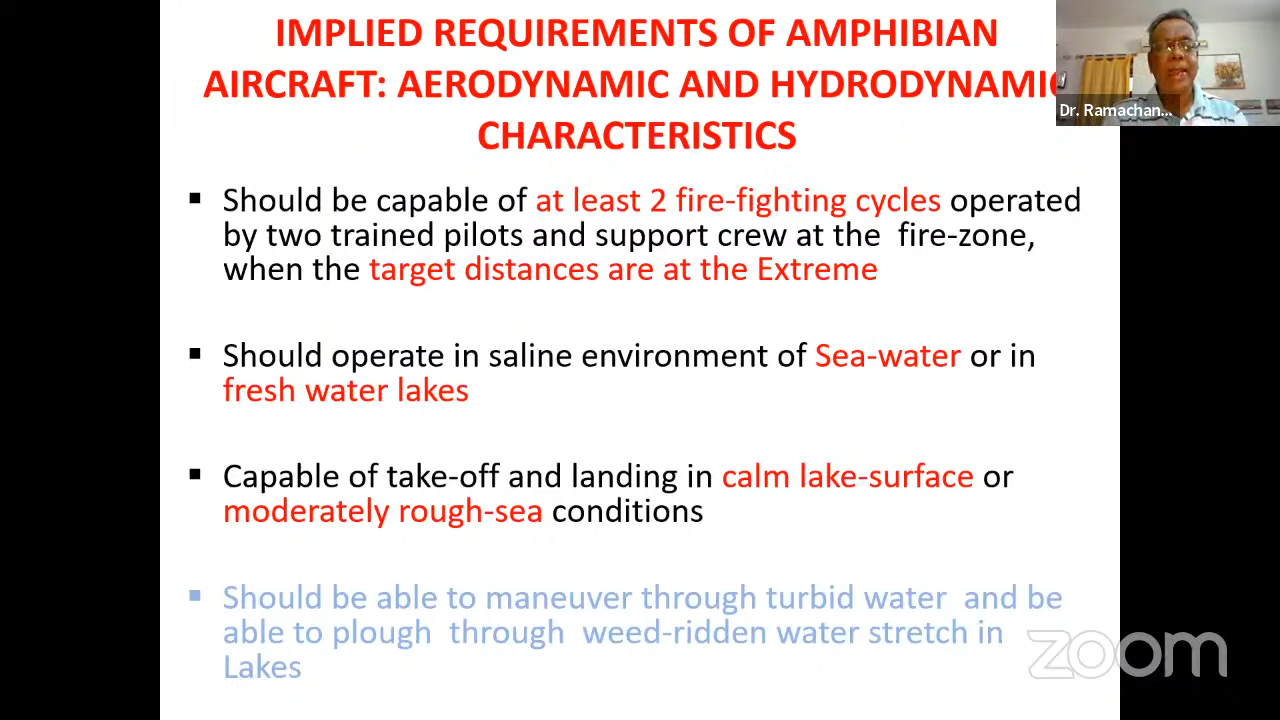 IMPLIED REQUIREMENTS OF AMPHIBIAN
AIRCRAFT: AERODYNAMIC AND HYDRODYNAMIC
CHARACTERISTICS
Dr. Ramachan...
▪ Should be capable of at least 2 fire-fighting cycles operated
by two trained pilots and support crew at the fire-zone,
when the target distances are at the Extreme
▪ Should operate in saline environment of Sea-water or in
fresh water lakes
▪ Capable of take-off and landing in calm lake-surface or
moderately rough-sea conditions
▪ Should be able to maneuver through turbid water and be
able to plough through weed-ridden water stretch in
Lakes
zoom